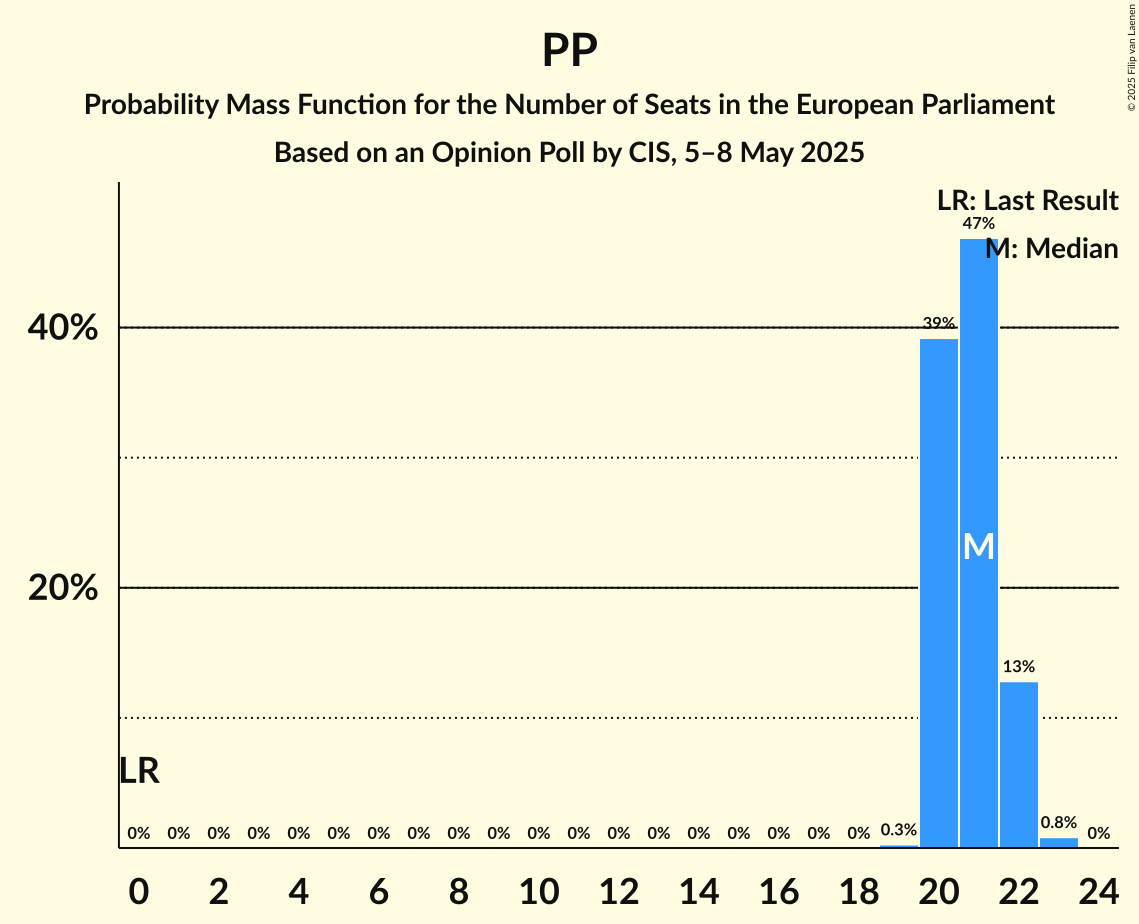 PP
Probability Mass Function for the Number of Seats in the European Parliament
Based on an Opinion Poll by CIS, 5–8 May 2025
© 2025 Filip van Laenen
LR: Last Result
M: Median
47%
40%
39%
M
20%
13%
LR
0% 0% 0% 0% 0% 0% 0% 0% 0% 0% 0% 0% 0% 0% 0% 0% 0% 0% 0% 0.3% 0.8% 0%
0 2 4 6 8 10 12 14 16 18 20 22 24